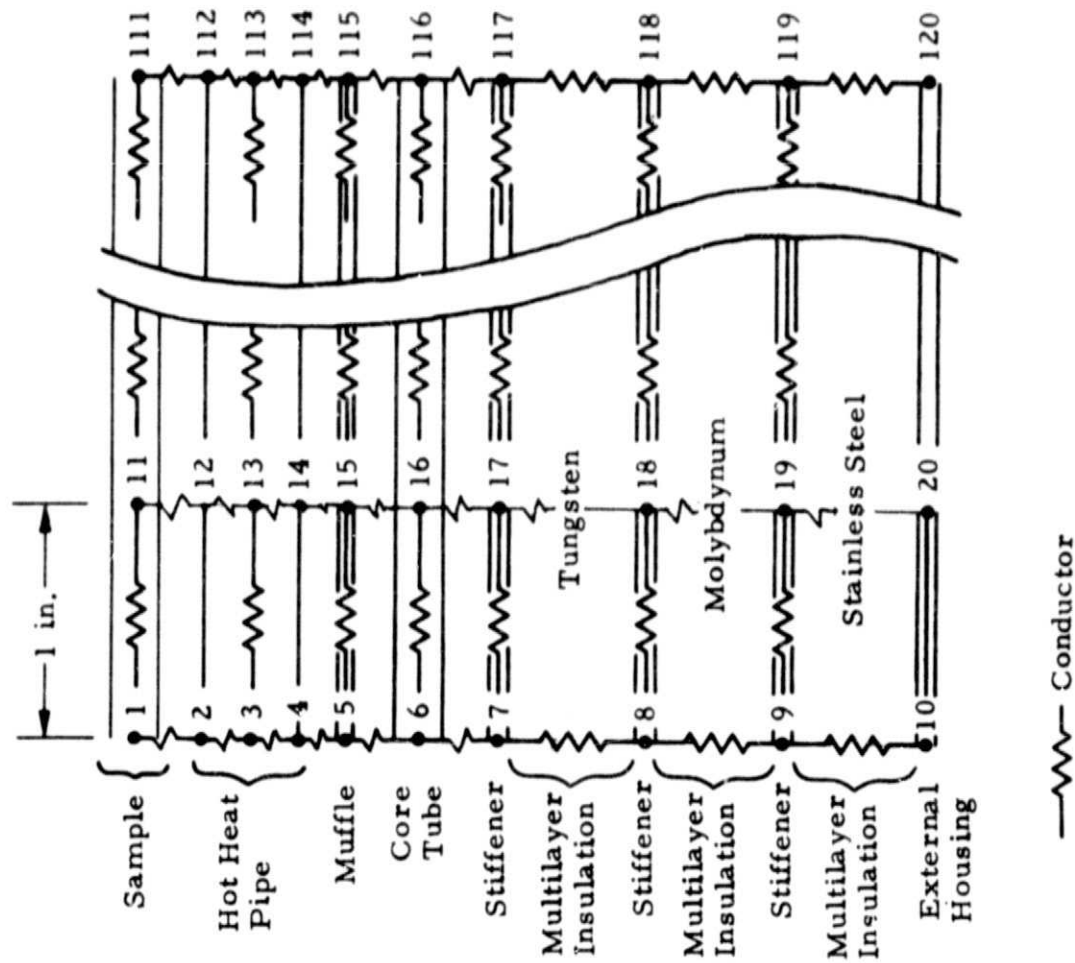 1 in.
Sample
Hot Heat
Pipe
Muffle
Core
Tube
Stiffener
Multilayer
Insulation
Stiffener
Multilayer
Insulation
Stiffener
Multilayer
Insulation
External
Housing
1
2
3
4
5
6
7
8
9
10
11
12
13
14
15
16
17
18
19
20
Tungsten
Molybdynum
Stainless Steel
111
112
113
114
115
116
117
118
119
120
Conductor